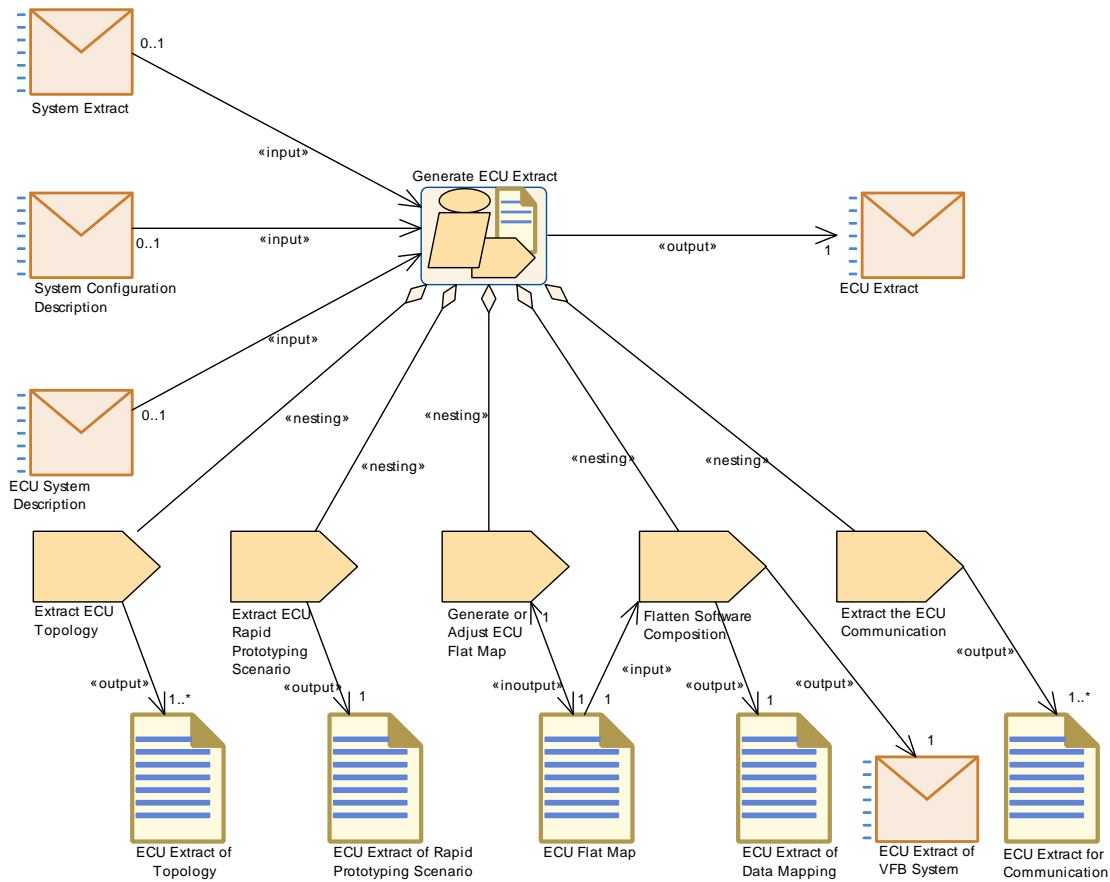 0..1
System Extract
«input»
Generate ECU Extract
0..1
«input»
«output»
1
System Configuration
Description
ECU Extract
«input»
0..1
«nesting»
«nesting»
«nesting»
«nesting»
«nesting»
ECU System
Description
Extract ECU
Topology
Extract ECU
Rapid
Prototyping
Scenario
Generate or
Adjust ECU
Flat Map
1
Flatten Software
Composition
Extract the ECU
Communication
«output»
1..*
«output»
1
«inoutput»
1
«input»
1
«output»
1
«output»
1
«output»
1..*
ECU Extract of
Topology
ECU Extract of Rapid
Prototyping Scenario
ECU Flat Map
ECU Extract of
Data Mapping
ECU Extract of
VFB System
ECU Extract for
Communication